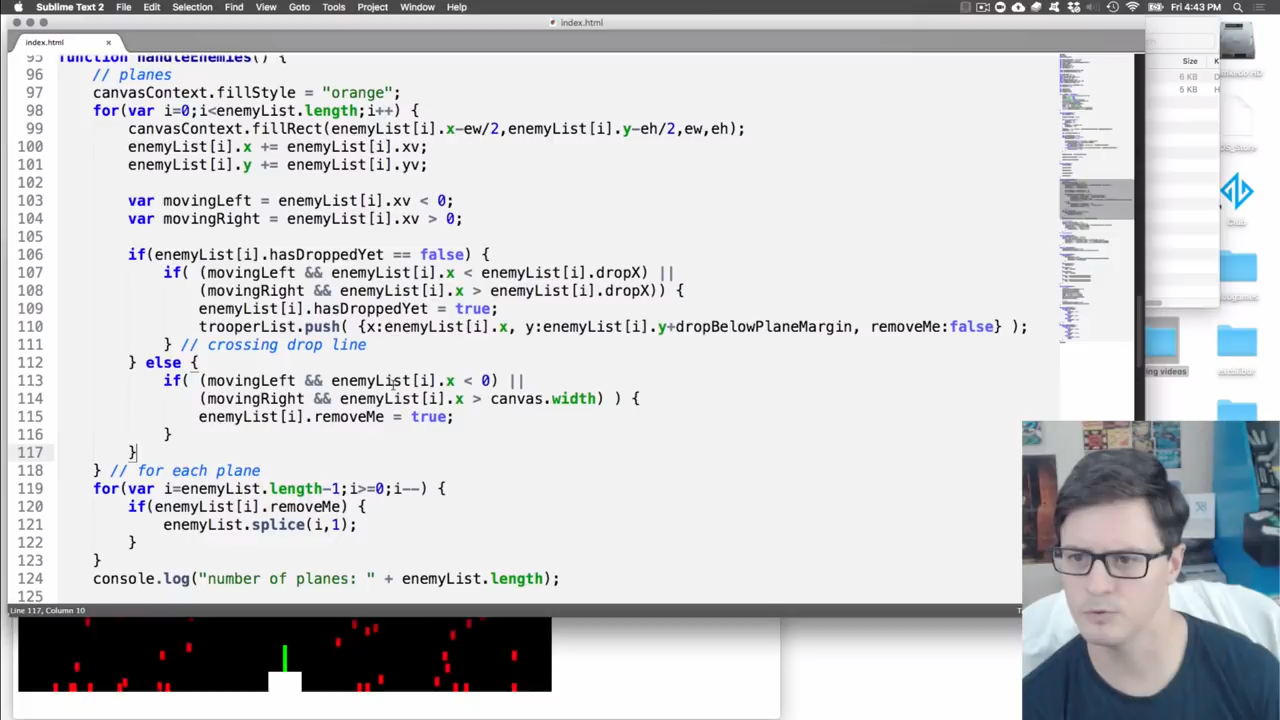 Sublime Text 2 File Edit Selection Find View Goto Tools Project Window Help Fri 4:43 PM
index.html
index.html
95 function handleEnemies() {
96 // planes
97 canvasContext.fillStyle = "orange";
98 for(var i=0;i<enemyList.length;i++) {
99 canvasContext.fillRect(enemyList[i].x-ew/2,enemyList[i].y-eh/2,ew,eh);
100 enemyList[i].x += enemyList[i].xv;
101 enemyList[i].y += enemyList[i].yv;
102
103 var movingLeft = enemyList[i].xv < 0;
104 var movingRight = enemyList[i].xv > 0;
105
106 if(enemyList[i].hasDroppedYet == false) {
107 if( (movingLeft && enemyList[i].x < enemyList[i].dropX) ||
108 (movingRight && enemyList[i].x > enemyList[i].dropX)) {
109 enemyList[i].hasDroppedYet = true;
110 trooperList.push( {x:enemyList[i].x, y:enemyList[i].y+dropBelowPlaneMargin, removeMe:false} );
111 } // crossing drop line
112 } else {
113 if( (movingLeft && enemyList[i].x < 0) ||
114 (movingRight && enemyList[i].x > canvas.width) ) {
115 enemyList[i].removeMe = true;
116 }
117 }
118 } // for each plane
119 for(var i=enemyList.length-1;i>=0;i--) {
120 if(enemyList[i].removeMe) {
121 enemyList.splice(i,1);
122 }
123 }
124 console.log("number of planes: " + enemyList.length);
125
Line 117, Column 10
Size
6 KB
5 KB